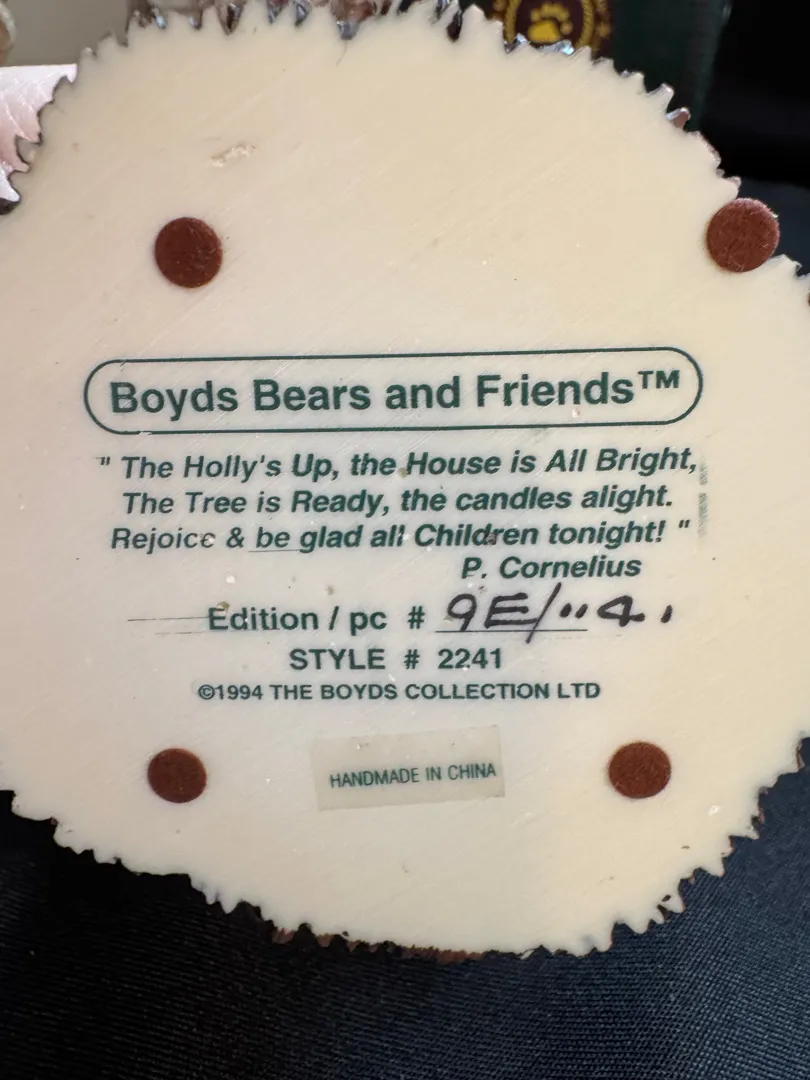 Boyds Bears and Friends™
" The Holly's Up, the House is All Bright,
The Tree is Ready, the candles alight.
Rejoice & be glad all Children tonight! "
P. Cornelius
Edition / pc # 9E/
STYLE # 2241
©1994 THE BOYDS COLLECTION LTD
HANDMADE IN CHINA